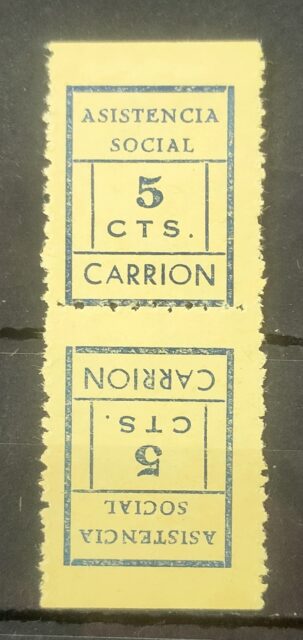 ASISTENCIA
SOCIAL
5
CTS.
CARRION
CARRION
CTS.
5
SOCIAL
ASISTENCIA